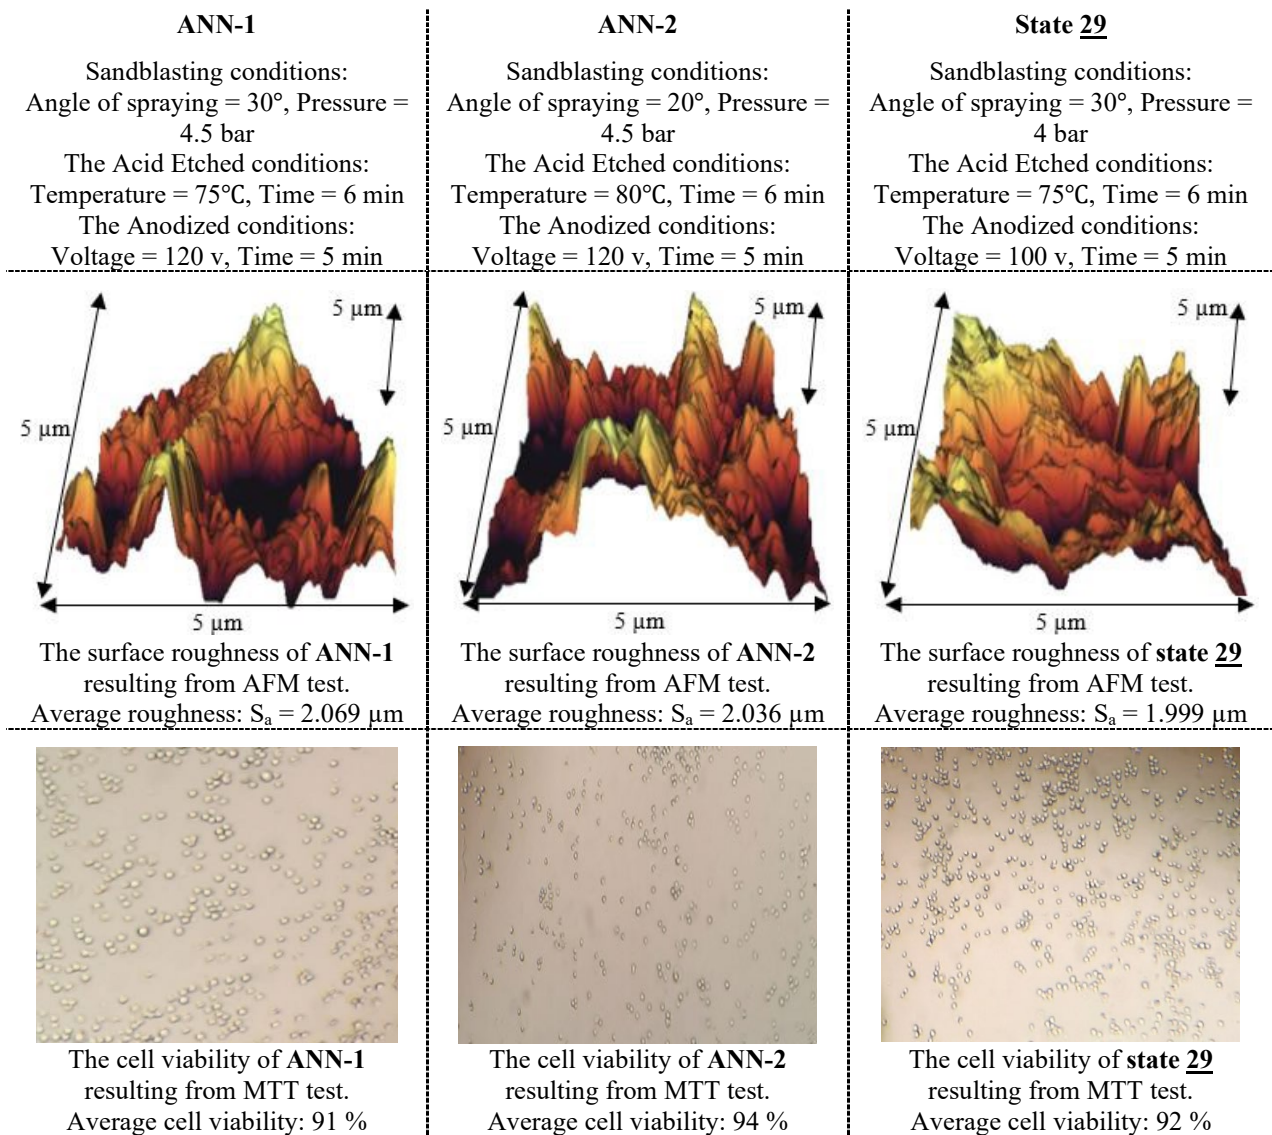 ANN-1
Sandblasting conditions:
Angle of spraying = 30°, Pressure =
4.5 bar
The Acid Etched conditions:
Temperature = 75℃, Time = 6 min
The Anodized conditions:
Voltage = 120 v, Time = 5 min
ANN-2
Sandblasting conditions:
Angle of spraying = 20°, Pressure =
4.5 bar
The Acid Etched conditions:
Temperature = 80℃, Time = 6 min
The Anodized conditions:
Voltage = 120 v, Time = 5 min
State 29
Sandblasting conditions:
Angle of spraying = 30°, Pressure =
4 bar
The Acid Etched conditions:
Temperature = 75℃, Time = 6 min
The Anodized conditions:
Voltage = 100 v, Time = 5 min
5 µm
5 µm
5 µm
The surface roughness of ANN-1
resulting from AFM test.
Average roughness: Sa = 2.069 µm
5 µm
5 µm
5 µm
The surface roughness of ANN-2
resulting from AFM test.
Average roughness: Sa = 2.036 µm
5 µm
5 µm
5 µm
The surface roughness of state 29
resulting from AFM test.
Average roughness: Sa = 1.999 µm
The cell viability of ANN-1
resulting from MTT test.
Average cell viability: 91 %
The cell viability of ANN-2
resulting from MTT test.
Average cell viability: 94 %
The cell viability of state 29
resulting from MTT test.
Average cell viability: 92 %